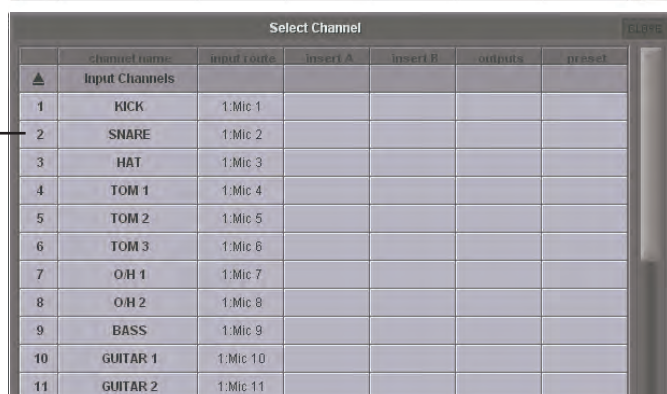 Select Channel
CLOSE
channel name input route insert A insert B outputs preset
Input Channels
1 KICK 1:Mic 1
2 SNARE 1:Mic 2
3 HAT 1:Mic 3
4 TOM 1 1:Mic 4
5 TOM 2 1:Mic 5
6 TOM 3 1:Mic 6
7 O/H 1 1:Mic 7
8 O/H 2 1:Mic 8
9 BASS 1:Mic 9
10 GUITAR 1 1:Mic 10
11 GUITAR 2 1:Mic 11